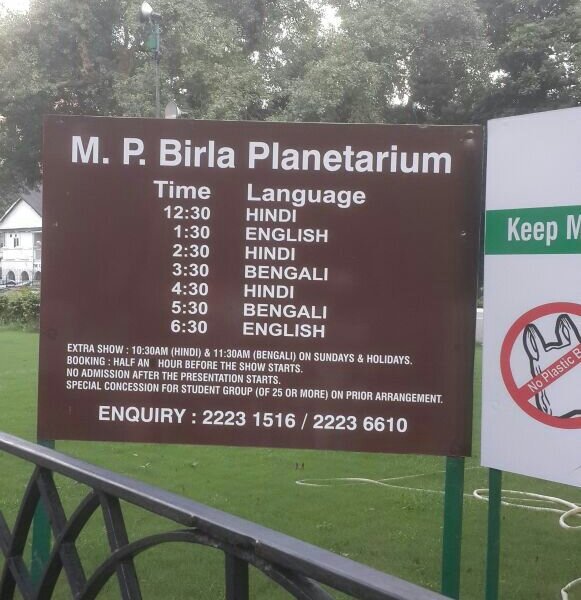 M. P. Birla Planetarium
Time Language
12:30 HINDI
1:30 ENGLISH
2:30 HINDI
3:30 BENGALI
4:30 HINDI
5:30 BENGALI
6:30 ENGLISH
EXTRA SHOW : 10:30AM (HINDI) & 11:30AM (BENGALI) ON SUNDAYS & HOLIDAYS.
BOOKING : HALF AN HOUR BEFORE THE SHOW STARTS.
NO ADMISSION AFTER THE PRESENTATION STARTS.
SPECIAL CONCESSION FOR STUDENT GROUP (OF 25 OR MORE) ON PRIOR ARRANGEMENT.
ENQUIRY : 2223 1516 / 2223 6610
Keep M
No Plastic B